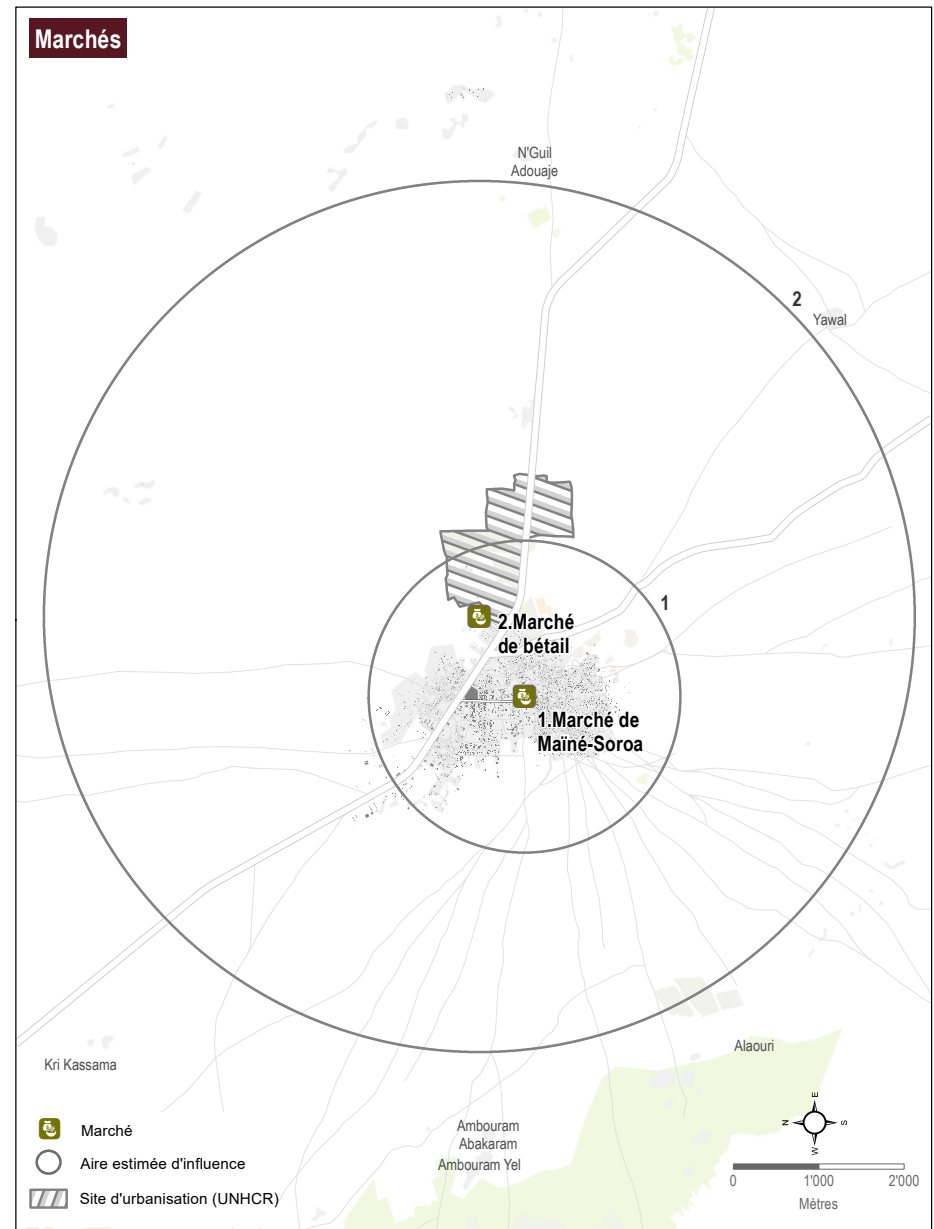 Marchés
N'Guil
Adouaje
2
Yawal
1
2.Marché
de bétail
1.Marché de
Maïné-Soroa
Alaouri
Kri Kassama
Ambouram
Abakaram
Ambouram Yel
Marché
Aire estimée d'influence
Site d'urbanisation (UNHCR)
E
N
S
W
0
1'000
2'000
Mètres